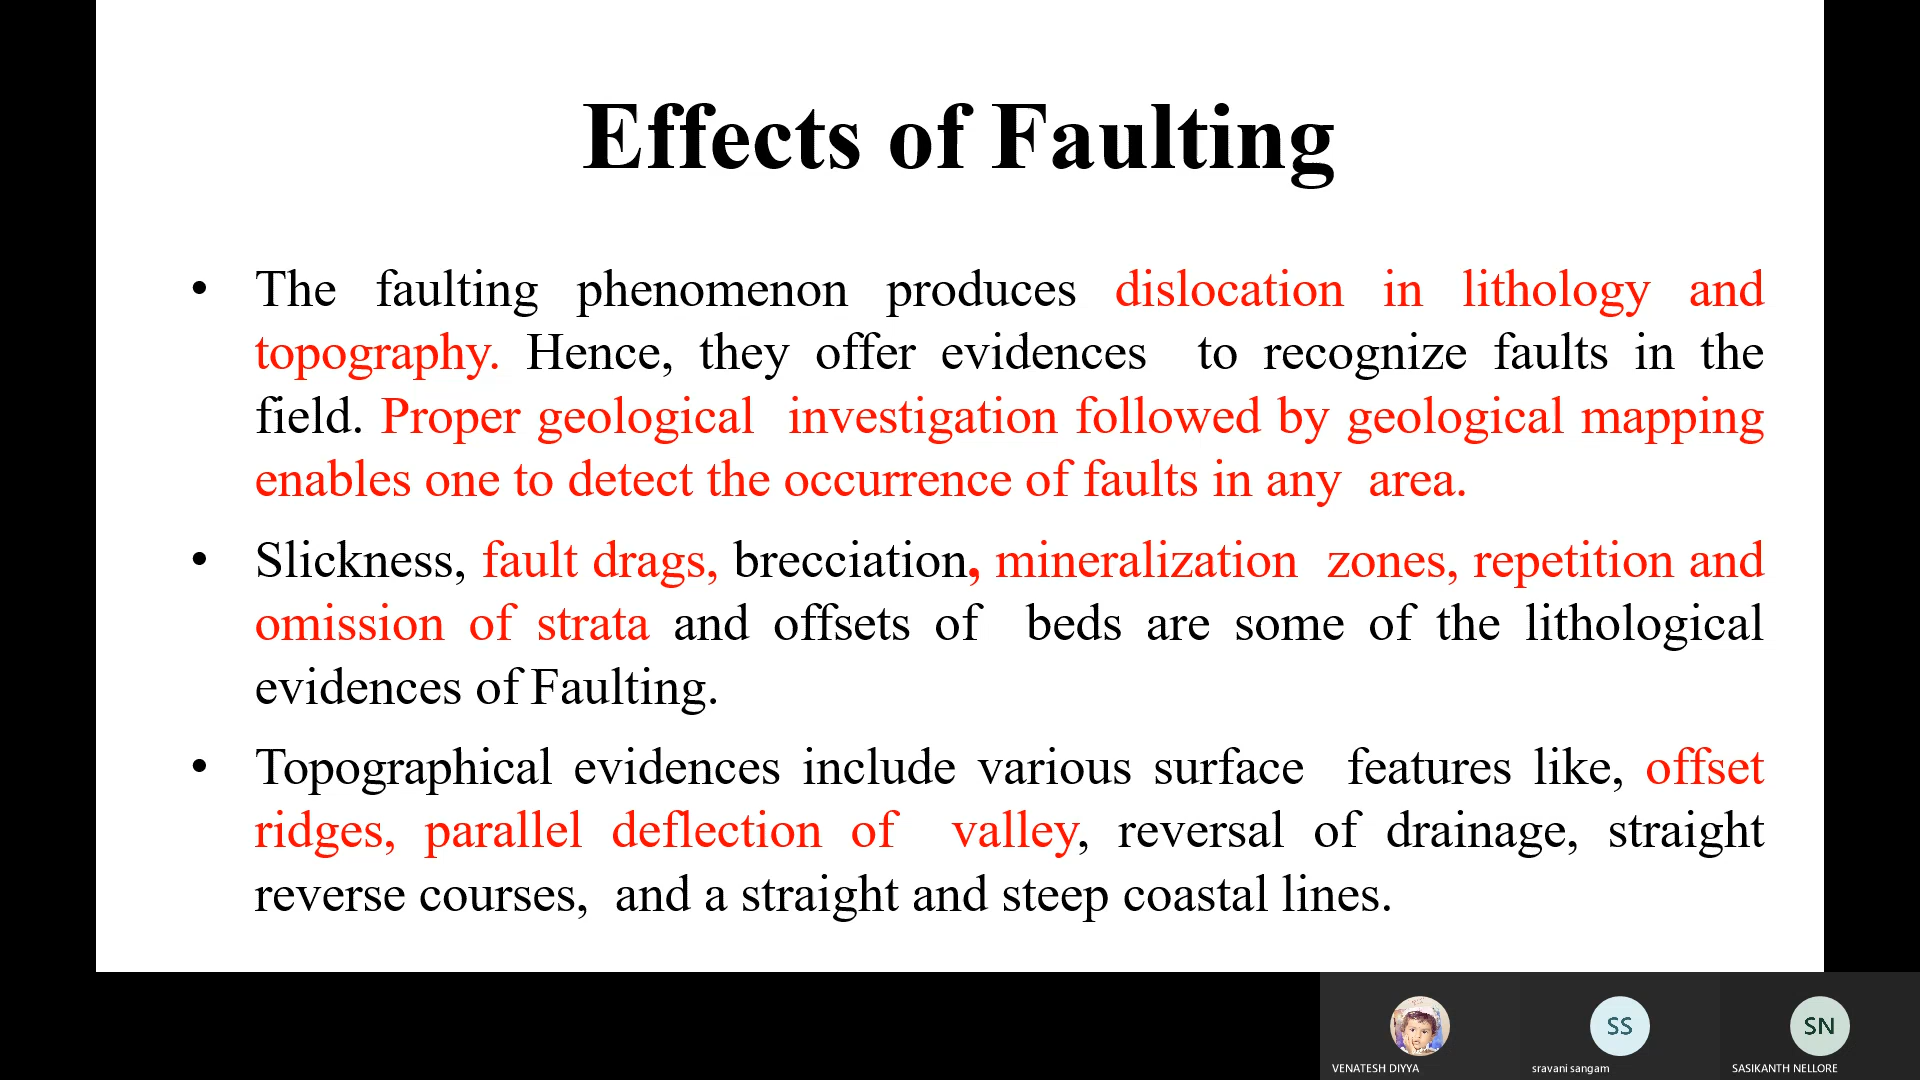 Effects of Faulting
• The faulting phenomenon produces dislocation in lithology and
topography. Hence, they offer evidences to recognize faults in the
field. Proper geological investigation followed by geological mapping
enables one to detect the occurrence of faults in any area.
• Slickness, fault drags, brecciation, mineralization zones, repetition and
omission of strata and offsets of beds are some of the lithological
evidences of Faulting.
• Topographical evidences include various surface features like, offset
ridges, parallel deflection of valley, reversal of drainage, straight
reverse courses, and a straight and steep coastal lines.
SS
SN
VENATESH DIYYA
sravani sangam
SASIKANTH NELLORE